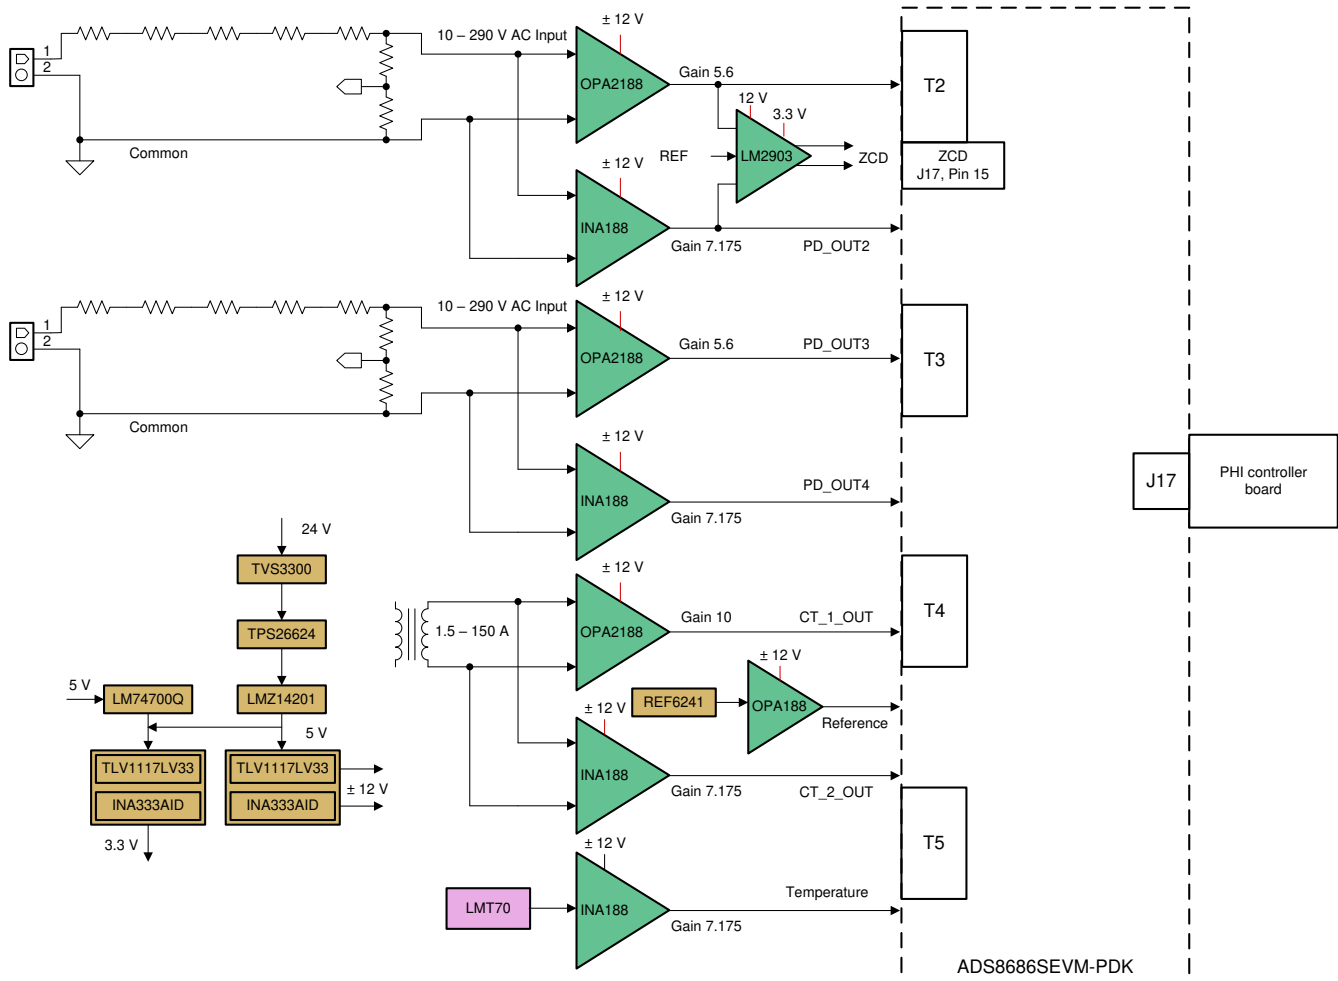 ± 12 V
1
2
10 – 290 V AC Input
OPA2188
Gain 5.6
T2
12 V
3.3 V
REF
LM2903
ZCD
ZCD
J17, Pin 15
Common
± 12 V
INA188
Gain 7.175
PD_OUT2
± 12 V
1
2
10 – 290 V AC Input
OPA2188
Gain 5.6
PD_OUT3
T3
Common
± 12 V
INA188
Gain 7.175
PD_OUT4
J17
PHI controller
board
24 V
TVS3300
TPS26624
5 V
LM74700Q
LMZ14201
5 V
TLV1117LV33
INA333AID
TLV1117LV33
INA333AID
± 12 V
3.3 V
± 12 V
1.5 – 150 A
OPA2188
Gain 10
CT_1_OUT
T4
± 12 V
REF6241
OPA188
Reference
± 12 V
INA188
Gain 7.175
CT_2_OUT
T5
± 12 V
LMT70
INA188
Gain 7.175
Temperature
ADS8686SEVM-PDK